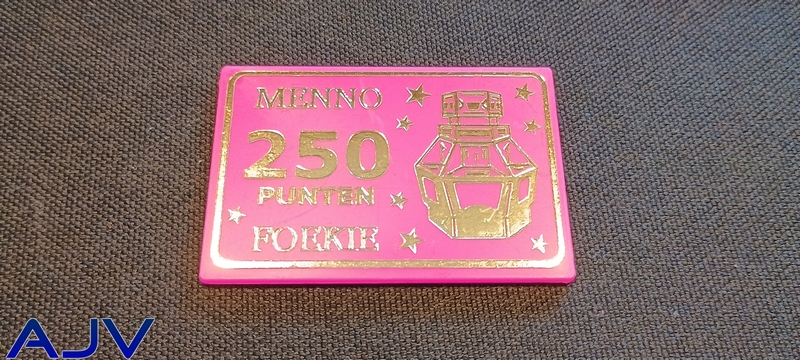 MENNO
250
PUNTEN
FOEKIE
AJV